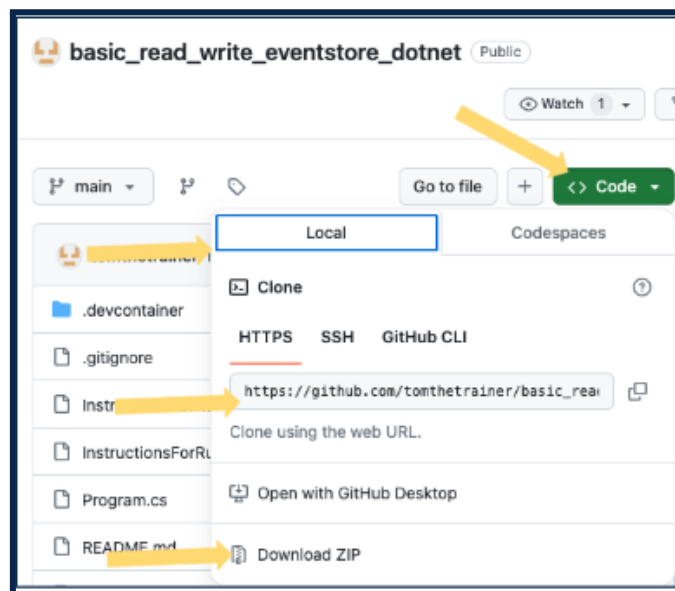 basic_read_write_eventstore_dotnet Public
Watch 1
main
Go to file
+
<> Code
Local
Codespaces
Clone
HTTPS SSH GitHub CLI
https://github.com/tomthetrainer/basic_rea
Clone using the web URL.
Open with GitHub Desktop
Download ZIP
.devcontainer
.gitignore
Instr
InstructionsForRu
Program.cs
README.md